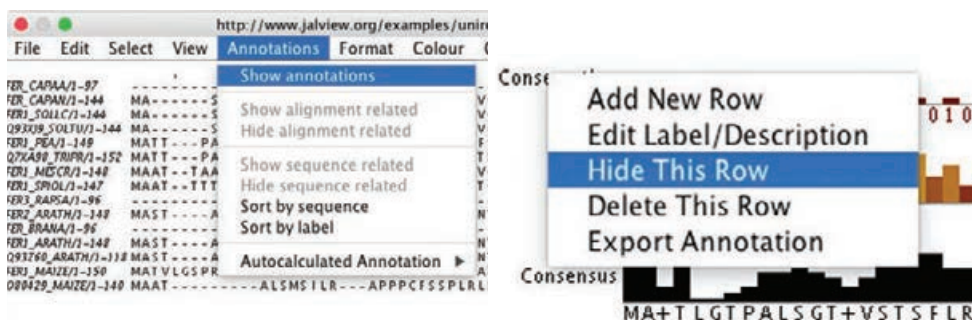 http://www.jalview.org/examples/unire
File Edit Select View Annotations Format Colour
Show annotations
Show alignment related
Hide alignment related
Show sequence related
Hide sequence related
Sort by sequence
Sort by label
Autocalculated Annotation
FER_CAPAA/1-97 ---------
FER_CAPAN/1-144 MA-------S
FER1_SOLLC/1-144 MA-------S
Q93XJ9_SOLTU/1-144 MA-------S
FER1_PEA/1-149 MATT---PA
Q7XA98_TRIPR/1-152 MATT---PA
FER1_MESCR/1-148 MAAT--TAA
FER1_SPIOL/1-147 MAAT--TTT
FER3_RAPSA/1-96 ---------
FER2_ARATH/1-148 MAST----A
FER_BRANA/1-96 ---------
FER1_ARATH/1-148 MAST----A
Q93Z60_ARATH/1-118 MAST----A
FER1_MAIZE/1-150 MATVLGSPR
O80429_MAIZE/1-140 MAAT---------ALSMSILR---APPPCFSSPLRL
Conse
Add New Row
Edit Label/Description
Hide This Row
Delete This Row
Export Annotation
0 1 0
Consensus
MA+TLGTPALSGT+VSTSFLR